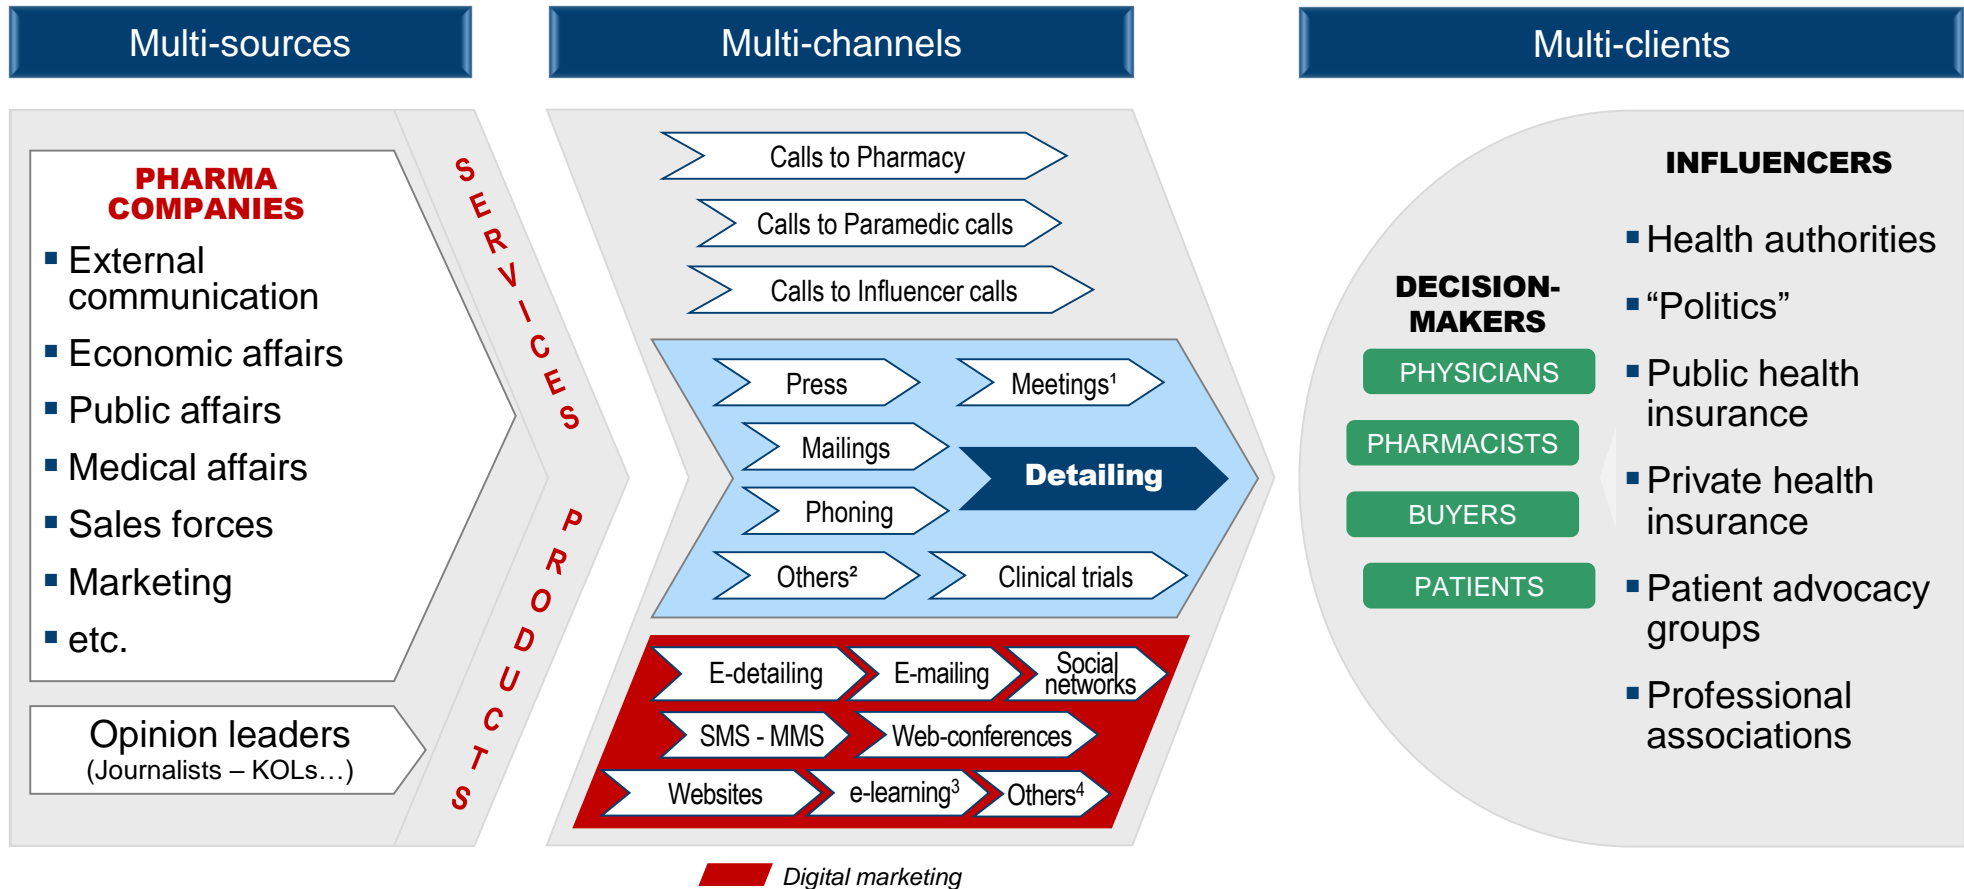 Multi-sources
Multi-channels
Multi-clients
PHARMA
COMPANIES
▪ External
communication
▪ Economic affairs
▪ Public affairs
▪ Medical affairs
▪ Sales forces
▪ Marketing
▪ etc.
Opinion leaders
(Journalists – KOLs…)
SERVICES
PRODUCTS
Calls to Pharmacy
Calls to Paramedic calls
Calls to Influencer calls
Press
Meetings¹
Mailings
Detailing
Phoning
Others²
Clinical trials
E-detailing
E-mailing
Social
networks
SMS - MMS
Web-conferences
Websites
e-learning³
Others⁴
Digital marketing
DECISION-
MAKERS
PHYSICIANS
PHARMACISTS
BUYERS
PATIENTS
INFLUENCERS
▪ Health authorities
▪ “Politics”
▪ Public health
insurance
▪ Private health
insurance
▪ Patient advocacy
groups
▪ Professional
associations